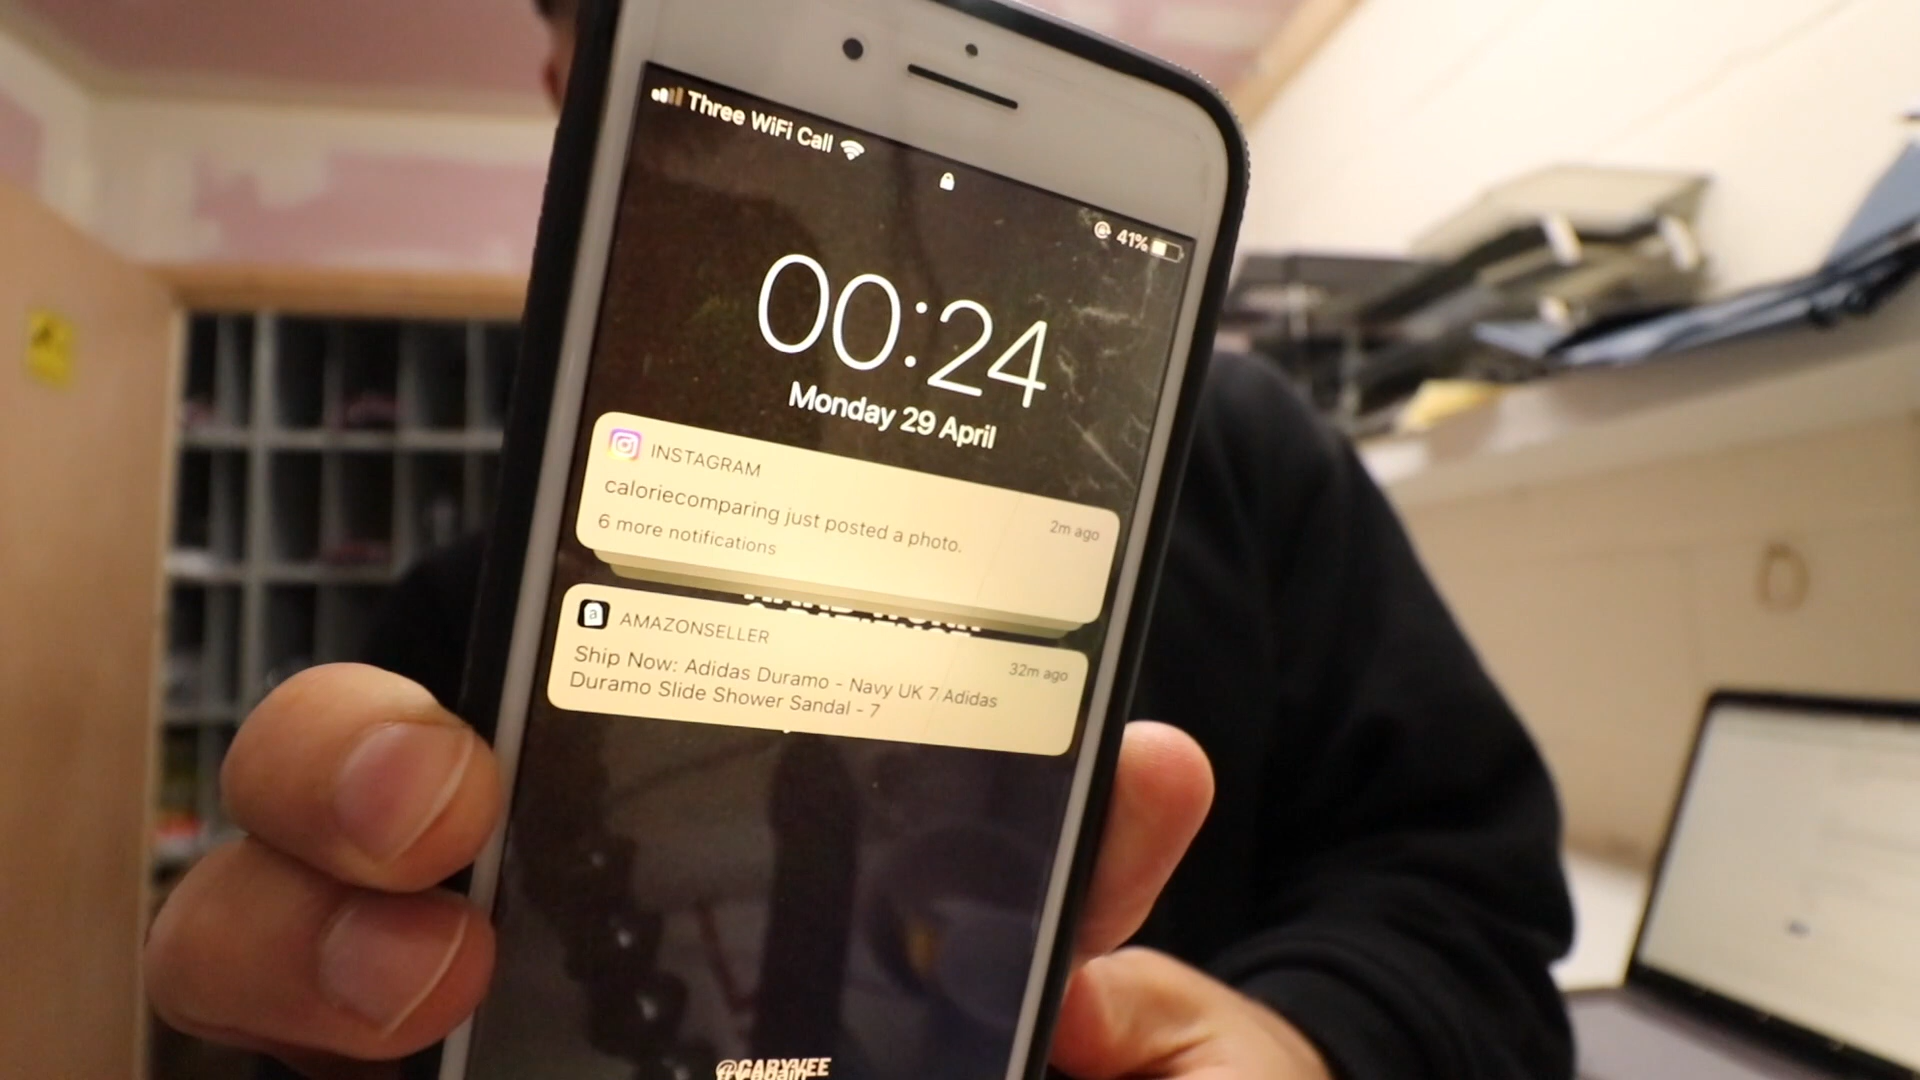 Three WiFi Call
41%
00:24
Monday 29 April
INSTAGRAM
2m ago
caloriecomparing just posted a photo.
6 more notifications
AMAZONSELLER
32m ago
Ship Now: Adidas Duramo - Navy UK 7 Adidas
Duramo Slide Shower Sandal - 7
@GARYVEE